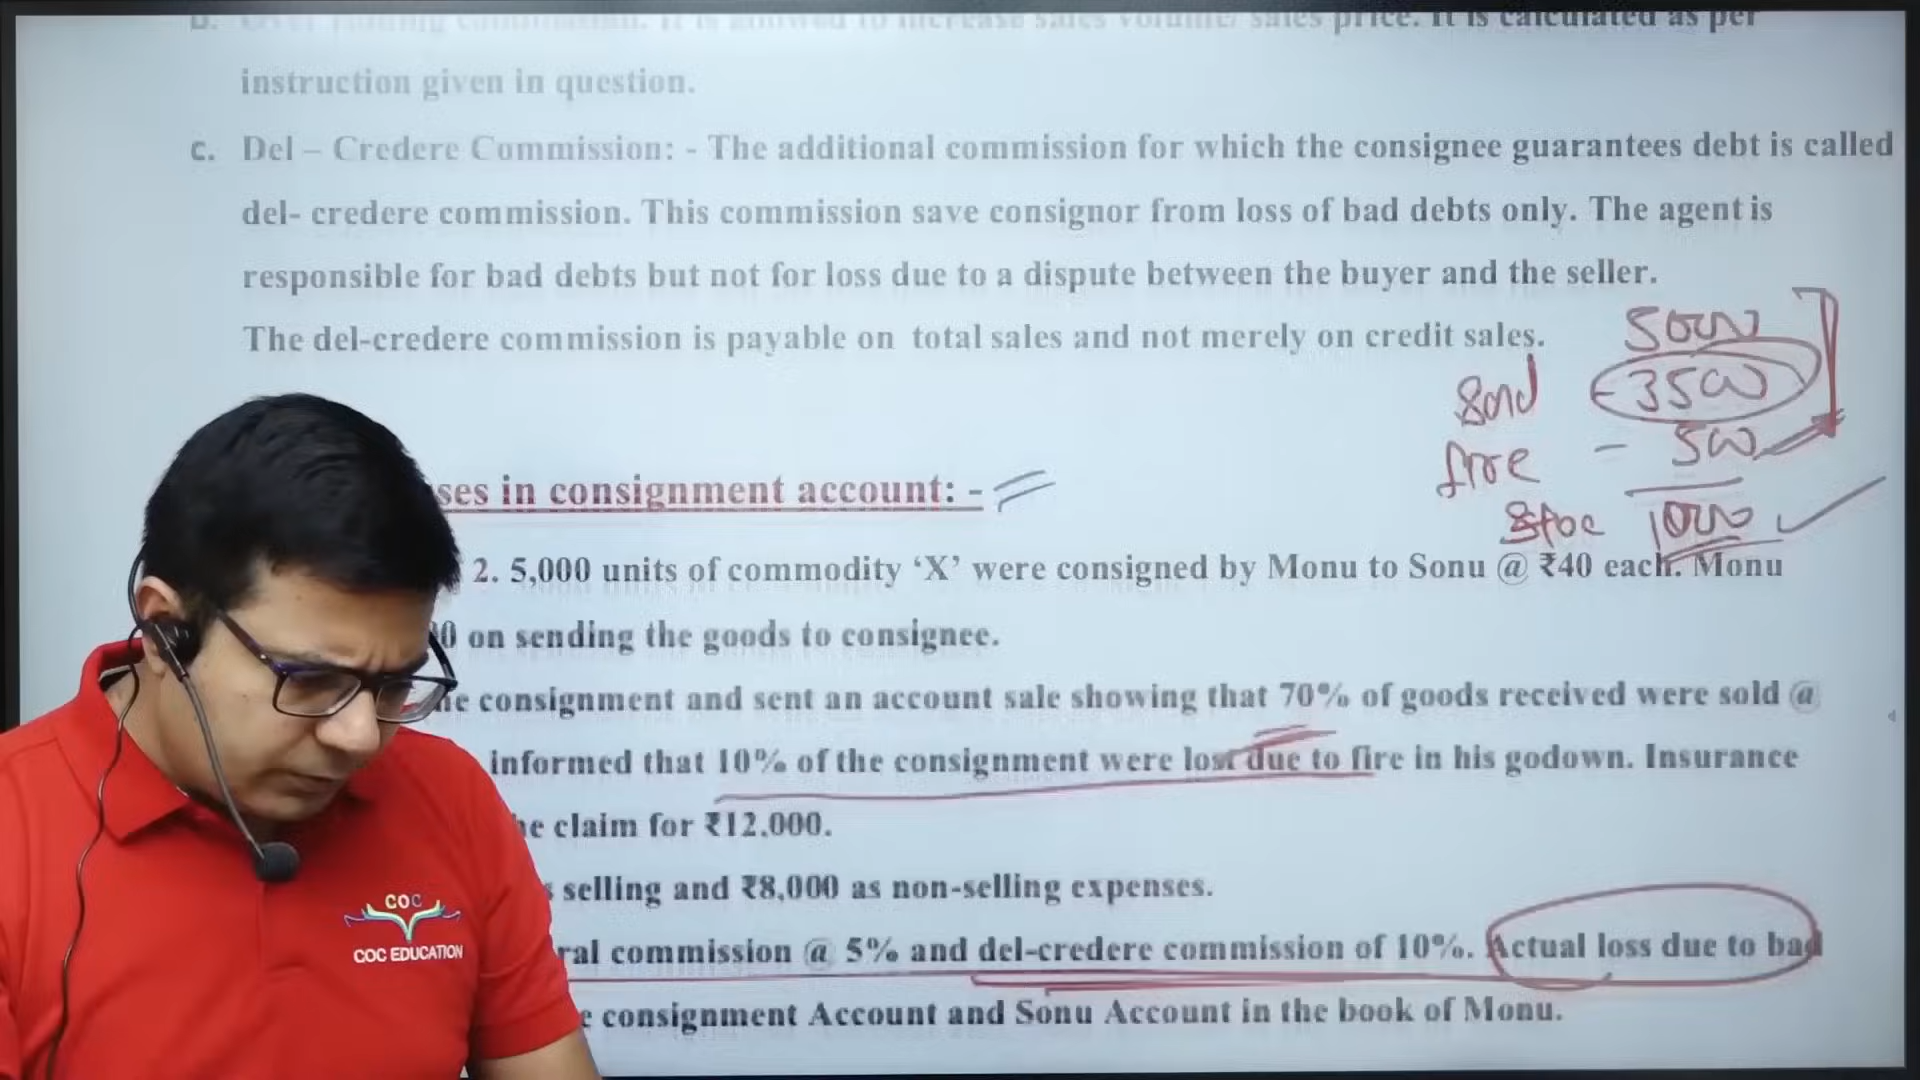 instruction given in question.
c. Del – Credere Commission: - The additional commission for which the consignee guarantees debt is called
del- credere commission. This commission save consignor from loss of bad debts only. The agent is
responsible for bad debts but not for loss due to a dispute between the buyer and the seller.
The del-credere commission is payable on total sales and not merely on credit sales.
5000
Sond - 3500
fire - 500
Stoc 1000
ses in consignment account: -
2. 5,000 units of commodity ‘X’ were consigned by Monu to Sonu @ ₹40 each. Monu
0 on sending the goods to consignee.
e consignment and sent an account sale showing that 70% of goods received were sold @
informed that 10% of the consignment were lost due to fire in his godown. Insurance
he claim for ₹12,000.
selling and ₹8,000 as non-selling expenses.
ral commission @ 5% and del-credere commission of 10%. Actual loss due to bad
e consignment Account and Sonu Account in the book of Monu.
COC
COC EDUCATION